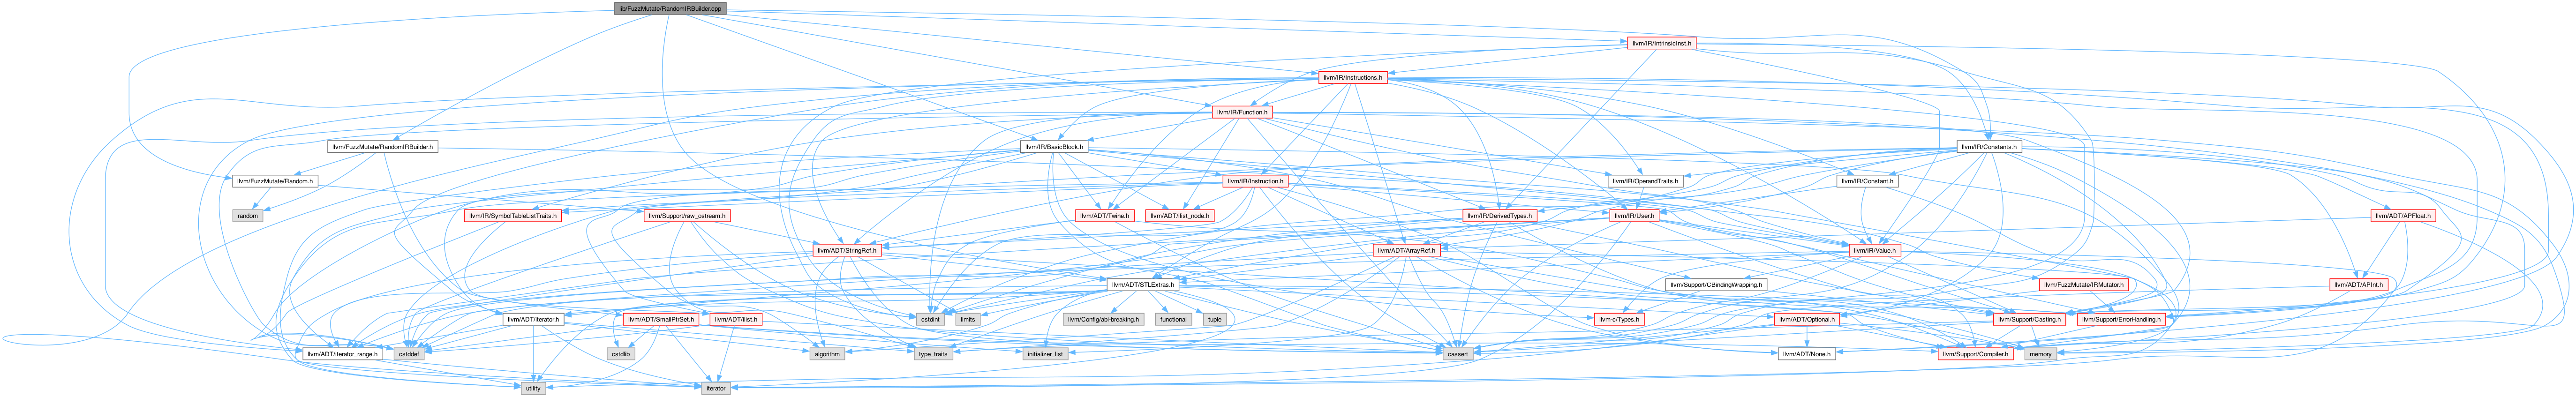 lib/FuzzMutate/RandomIRBuilder.cpp
llvm/IR/IntrinsicInst.h
llvm/IR/Instructions.h
llvm/IR/Function.h
llvm/FuzzMutate/RandomIRBuilder.h
llvm/IR/BasicBlock.h
llvm/IR/Constants.h
llvm/FuzzMutate/Random.h
llvm/IR/Instruction.h
llvm/IR/OperandTraits.h
llvm/IR/Constant.h
random
llvm/IR/SymbolTableListTraits.h
llvm/Support/raw_ostream.h
llvm/ADT/Twine.h
llvm/ADT/ilist_node.h
llvm/IR/DerivedTypes.h
llvm/IR/User.h
llvm/ADT/APFloat.h
llvm/ADT/StringRef.h
llvm/ADT/ArrayRef.h
llvm/IR/Value.h
llvm/ADT/STLExtras.h
llvm/Support/CBindingWrapping.h
llvm/FuzzMutate/IRMutator.h
llvm/ADT/APInt.h
llvm/ADT/iterator.h
llvm/ADT/SmallPtrSet.h
llvm/ADT/ilist.h
cstdint
limits
llvm/Config/abi-breaking.h
functional
tuple
llvm-c/Types.h
llvm/ADT/Optional.h
llvm/Support/Casting.h
llvm/Support/ErrorHandling.h
llvm/ADT/iterator_range.h
cstddef
cstdlib
algorithm
type_traits
initializer_list
cassert
llvm/ADT/None.h
llvm/Support/Compiler.h
memory
utility
iterator